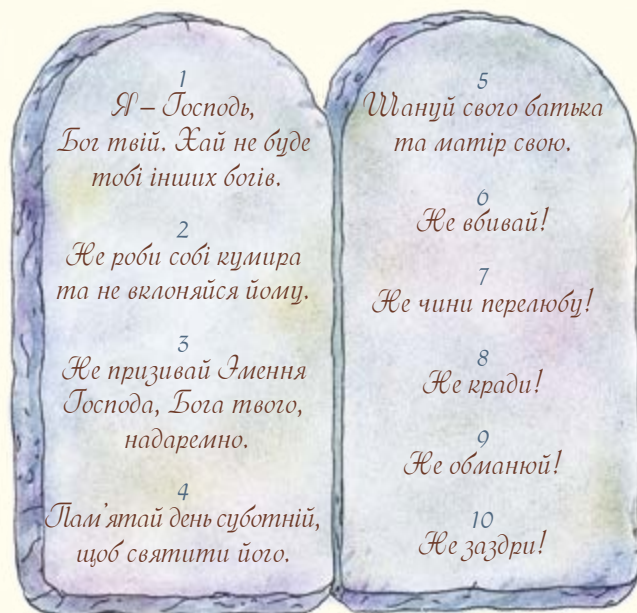 1
Я – Господь,
Бог твій. Хай не буде
тобі інших богів.
2
Не роби собі кумира
та не вклоняйся йому.
3
Не призивай Імення
Господа, Бога твого,
надаремно.
4
Пам'ятай день суботній,
щоб святити його.
5
Шануй свого батька
та матір свою.
6
Не вбивай!
7
Не чини перелюбу!
8
Не кради!
9
Не обманюй!
10
Не заздри!